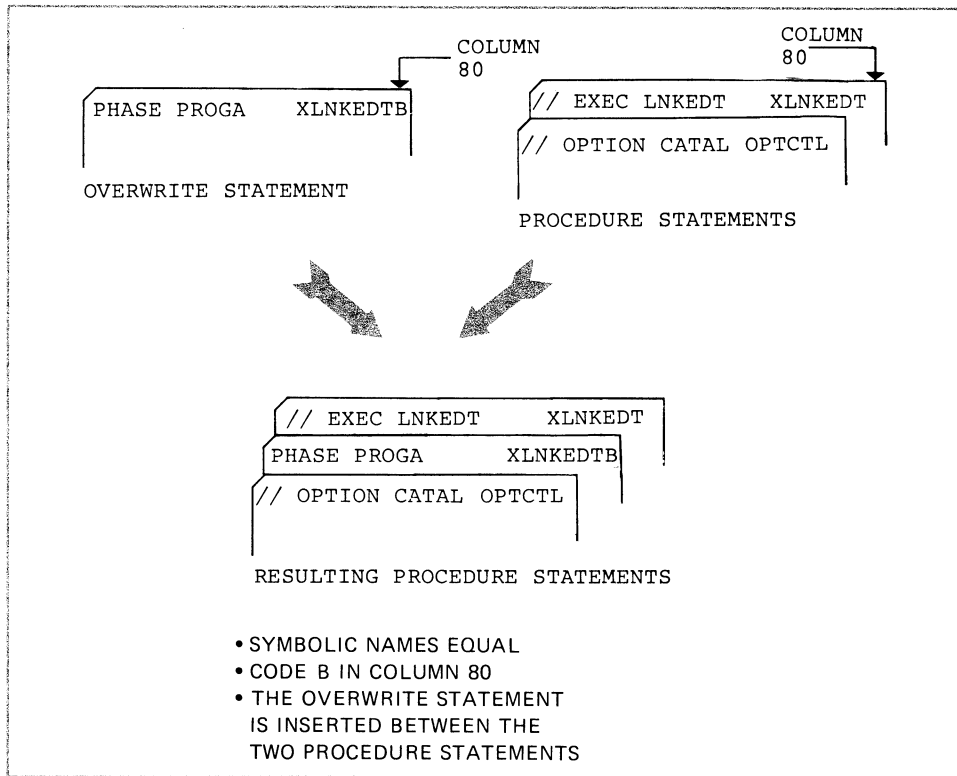 COLUMN
80
PHASE PROGA XLNKEDTB
OVERWRITE STATEMENT
COLUMN
80
// EXEC LNKEDT XLNKEDT
// OPTION CATAL OPTCTL
PROCEDURE STATEMENTS
// EXEC LNKEDT XLNKEDT
PHASE PROGA XLNKEDTB
// OPTION CATAL OPTCTL
RESULTING PROCEDURE STATEMENTS
• SYMBOLIC NAMES EQUAL
• CODE B IN COLUMN 80
• THE OVERWRITE STATEMENT
IS INSERTED BETWEEN THE
TWO PROCEDURE STATEMENTS